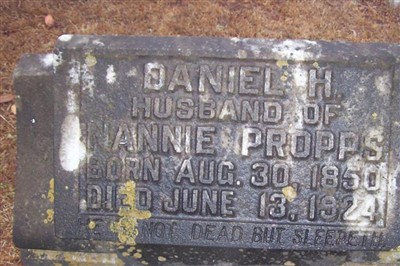 DANIEL H.
HUSBAND OF
NANNIE PROPPS
BORN AUG. 30, 1850
DIED JUNE 13, 1924
NOT DEAD BUT SLEEPETH